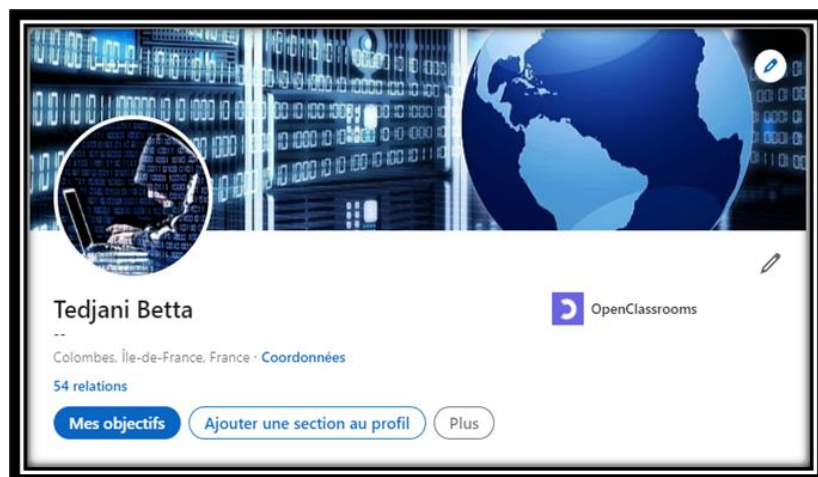 Tedjani Betta
OpenClassrooms
--
Colombes, Île-de-France, France · Coordonnées
54 relations
Mes objectifs
Ajouter une section au profil
Plus